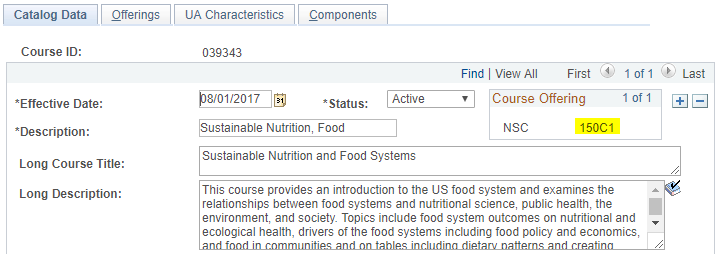 Catalog Data Offerings UA Characteristics Components
Course ID: 039343
Find | View All First 1 of 1 Last
*Effective Date: 08/01/2017 31 *Status: Active Course Offering 1 of 1
NSC 150C1
*Description: Sustainable Nutrition, Food
Long Course Title: Sustainable Nutrition and Food Systems
Long Description: This course provides an introduction to the US food system and examines the
relationships between food systems and nutritional science, public health, the
environment, and society. Topics include food system outcomes on nutritional and
ecological health, drivers of the food systems including food policy and economics,
and food in communities and on tables including dietary patterns and creating